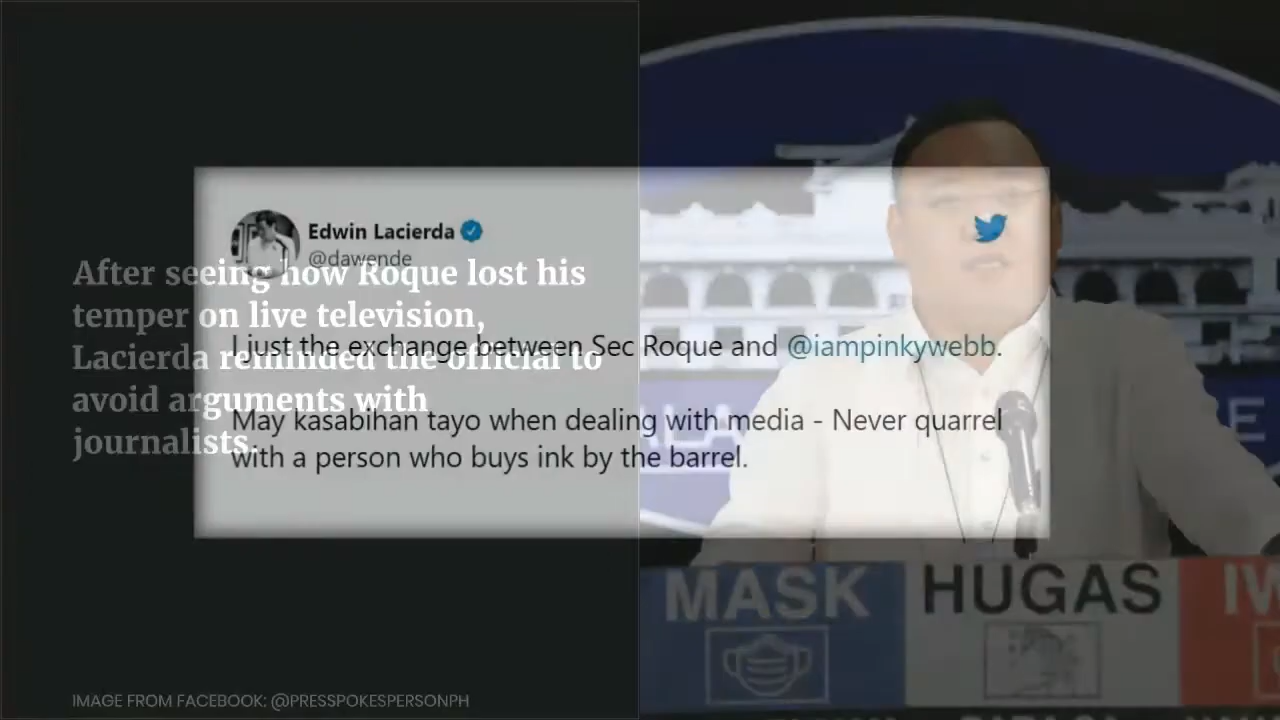 Edwin Lacierda
@dawende
After seeing how Roque lost his
temper on live television,
Lacierda reminded the official to
avoid arguments with
journalists.
I just the exchange between Sec Roque and @iampinkywebb.
May kasabihan tayo when dealing with media - Never quarrel
with a person who buys ink by the barrel.
MASK
HUGAS
IW
IMAGE FROM FACEBOOK: @PRESSPOKESPERSONPH